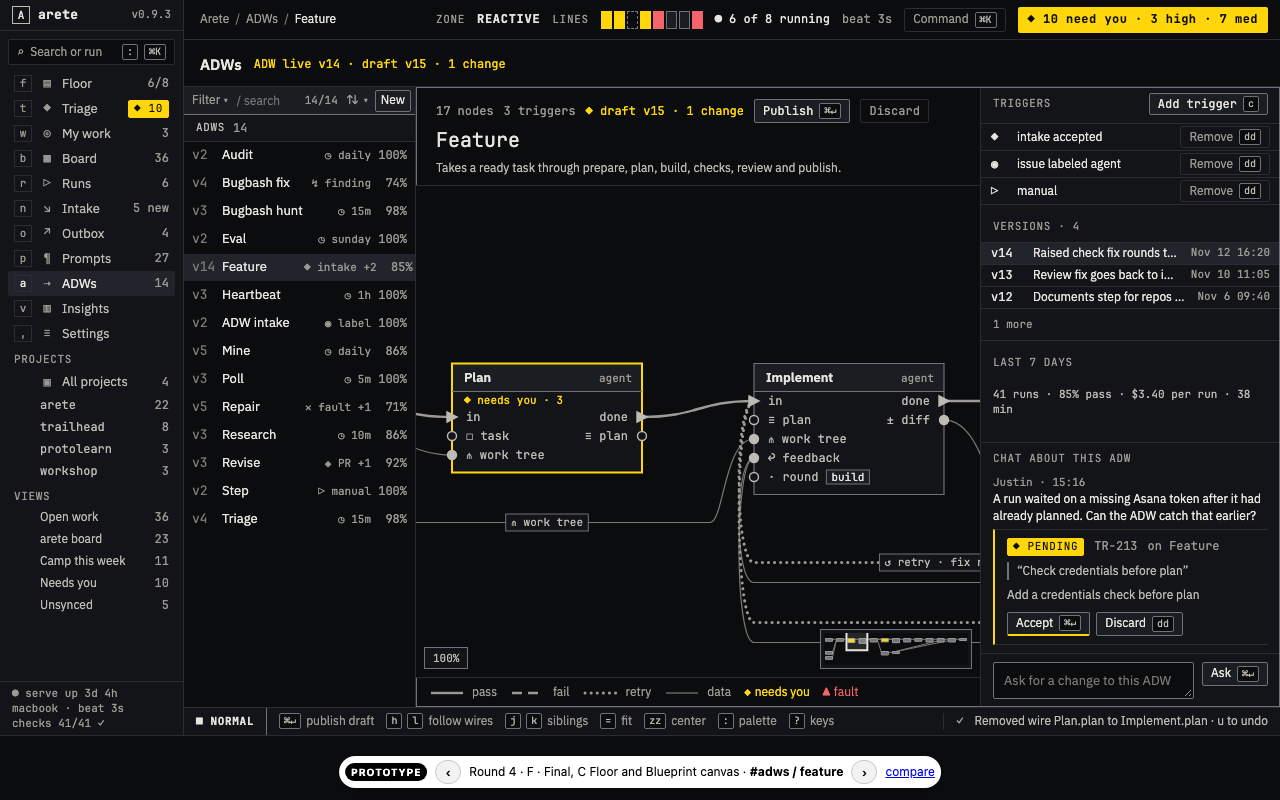 A arete v0.9.3
Search or run : ⌘K
f Floor 6/8
t Triage ◆ 10
w My work 3
b Board 36
r Runs 6
n Intake 5 new
o Outbox 4
p Prompts 27
a ADWs 14
v Insights
, Settings
PROJECTS
All projects 4
arete 22
trailhead 8
protolearn 3
workshop 3
VIEWS
Open work 36
arete board 23
Camp this week 11
Needs you 10
Unsynced 5
● serve up 3d 4h
macbook · beat 3s
checks 41/41 ✓
Arete / ADWs / Feature
ZONE REACTIVE LINES
● 6 of 8 running beat 3s
Command ⌘K
◆ 10 need you · 3 high · 7 med
ADWs ADW live v14 · draft v15 · 1 change
Filter ▾ / search 14/14 ↑↓ ▾ New
ADWS 14
v2 Audit ◷ daily 100%
v4 Bugbash fix ↯ finding 74%
v3 Bugbash hunt ◷ 15m 98%
v2 Eval ◷ sunday 100%
v14 Feature ◆ intake +2 85%
v3 Heartbeat ◷ 1h 100%
v2 ADW intake ◉ label 100%
v5 Mine ◷ daily 86%
v3 Poll ◷ 5m 100%
v5 Repair × fault +1 71%
v3 Research ◷ 10m 86%
v3 Revise ◆ PR +1 92%
v2 Step ▷ manual 100%
v4 Triage ◷ 15m 98%
17 nodes 3 triggers ◆ draft v15 · 1 change Publish ⌘↵ Discard
Feature
Takes a ready task through prepare, plan, build, checks, review and publish.
Plan agent
◆ needs you · 3
in done
□ task ≡ plan
⋔ work tree
Implement agent
in done
≡ plan ± diff
⋔ work tree
feedback
· round build
⋔ work tree
↺ retry · fix
100%
pass fail retry data ◆ needs you fault
TRIGGERS Add trigger c
◆ intake accepted Remove dd
◉ issue labeled agent Remove dd
▷ manual Remove dd
VERSIONS · 4
v14 Raised check fix rounds t… Nov 12 16:20
v13 Review fix goes back to i… Nov 10 11:05
v12 Documents step for repos … Nov 6 09:40
1 more
LAST 7 DAYS
41 runs · 85% pass · $3.40 per run · 38
min
CHAT ABOUT THIS ADW
Justin · 15:16
A run waited on a missing Asana token after it had
already planned. Can the ADW catch that earlier?
◆ PENDING TR-213 on Feature
“Check credentials before plan”
Add a credentials check before plan
Accept ⌘↵ Discard dd
Ask for a change to this ADW
Ask ⌘↵
■ NORMAL ⌘↵ publish draft h l follow wires j k siblings = fit zz center : palette ? keys
✓ Removed wire Plan.plan to Implement.plan · u to undo
PROTOTYPE ‹ Round 4 · F · Final, C Floor and Blueprint canvas · #adws / feature › compare